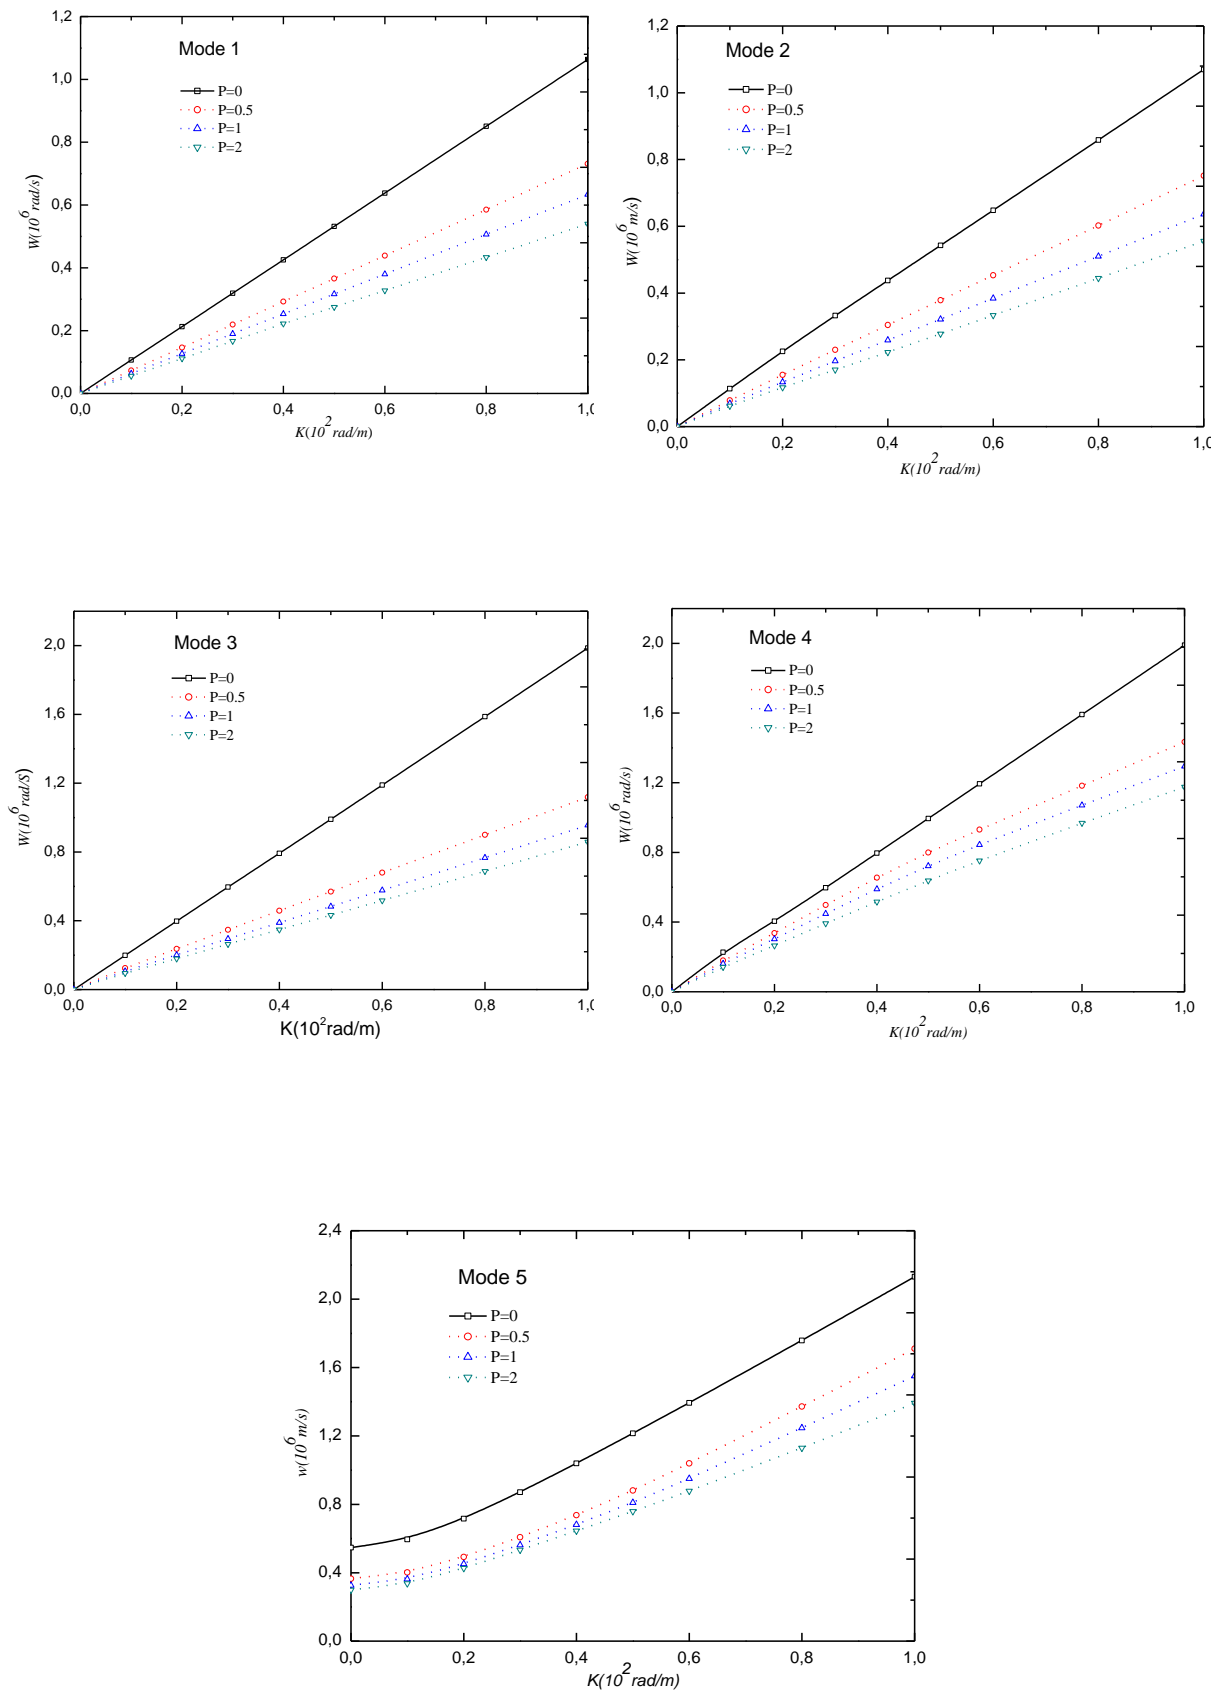 Mode 1
P=0
P=0.5
P=1
P=2
1,2
1,0
0,8
0,6
0,4
0,2
0,0
W(10^6 rad/s)
0,0 0,2 0,4 0,6 0,8 1,0
K(10^2 rad/m)
Mode 2
P=0
P=0.5
P=1
P=2
1,2
1,0
0,8
0,6
0,4
0,2
0,0
W(10^6 m/s)
0,0 0,2 0,4 0,6 0,8 1,0
K(10^2 rad/m)
Mode 3
P=0
P=0.5
P=1
P=2
2,0
1,6
1,2
0,8
0,4
0,0
W(10^6 rad/S)
0,0 0,2 0,4 0,6 0,8 1,0
K(10^2rad/m)
Mode 4
P=0
P=0.5
P=1
P=2
2,0
1,6
1,2
0,8
0,4
0,0
W(10^6 rad/s)
0,0 0,2 0,4 0,6 0,8 1,0
K(10^2 rad/m)
Mode 5
P=0
P=0.5
P=1
P=2
2,4
2,0
1,6
1,2
0,8
0,4
0,0
w(10^6 m/s)
0,0 0,2 0,4 0,6 0,8 1,0
K(10^2 rad/m)